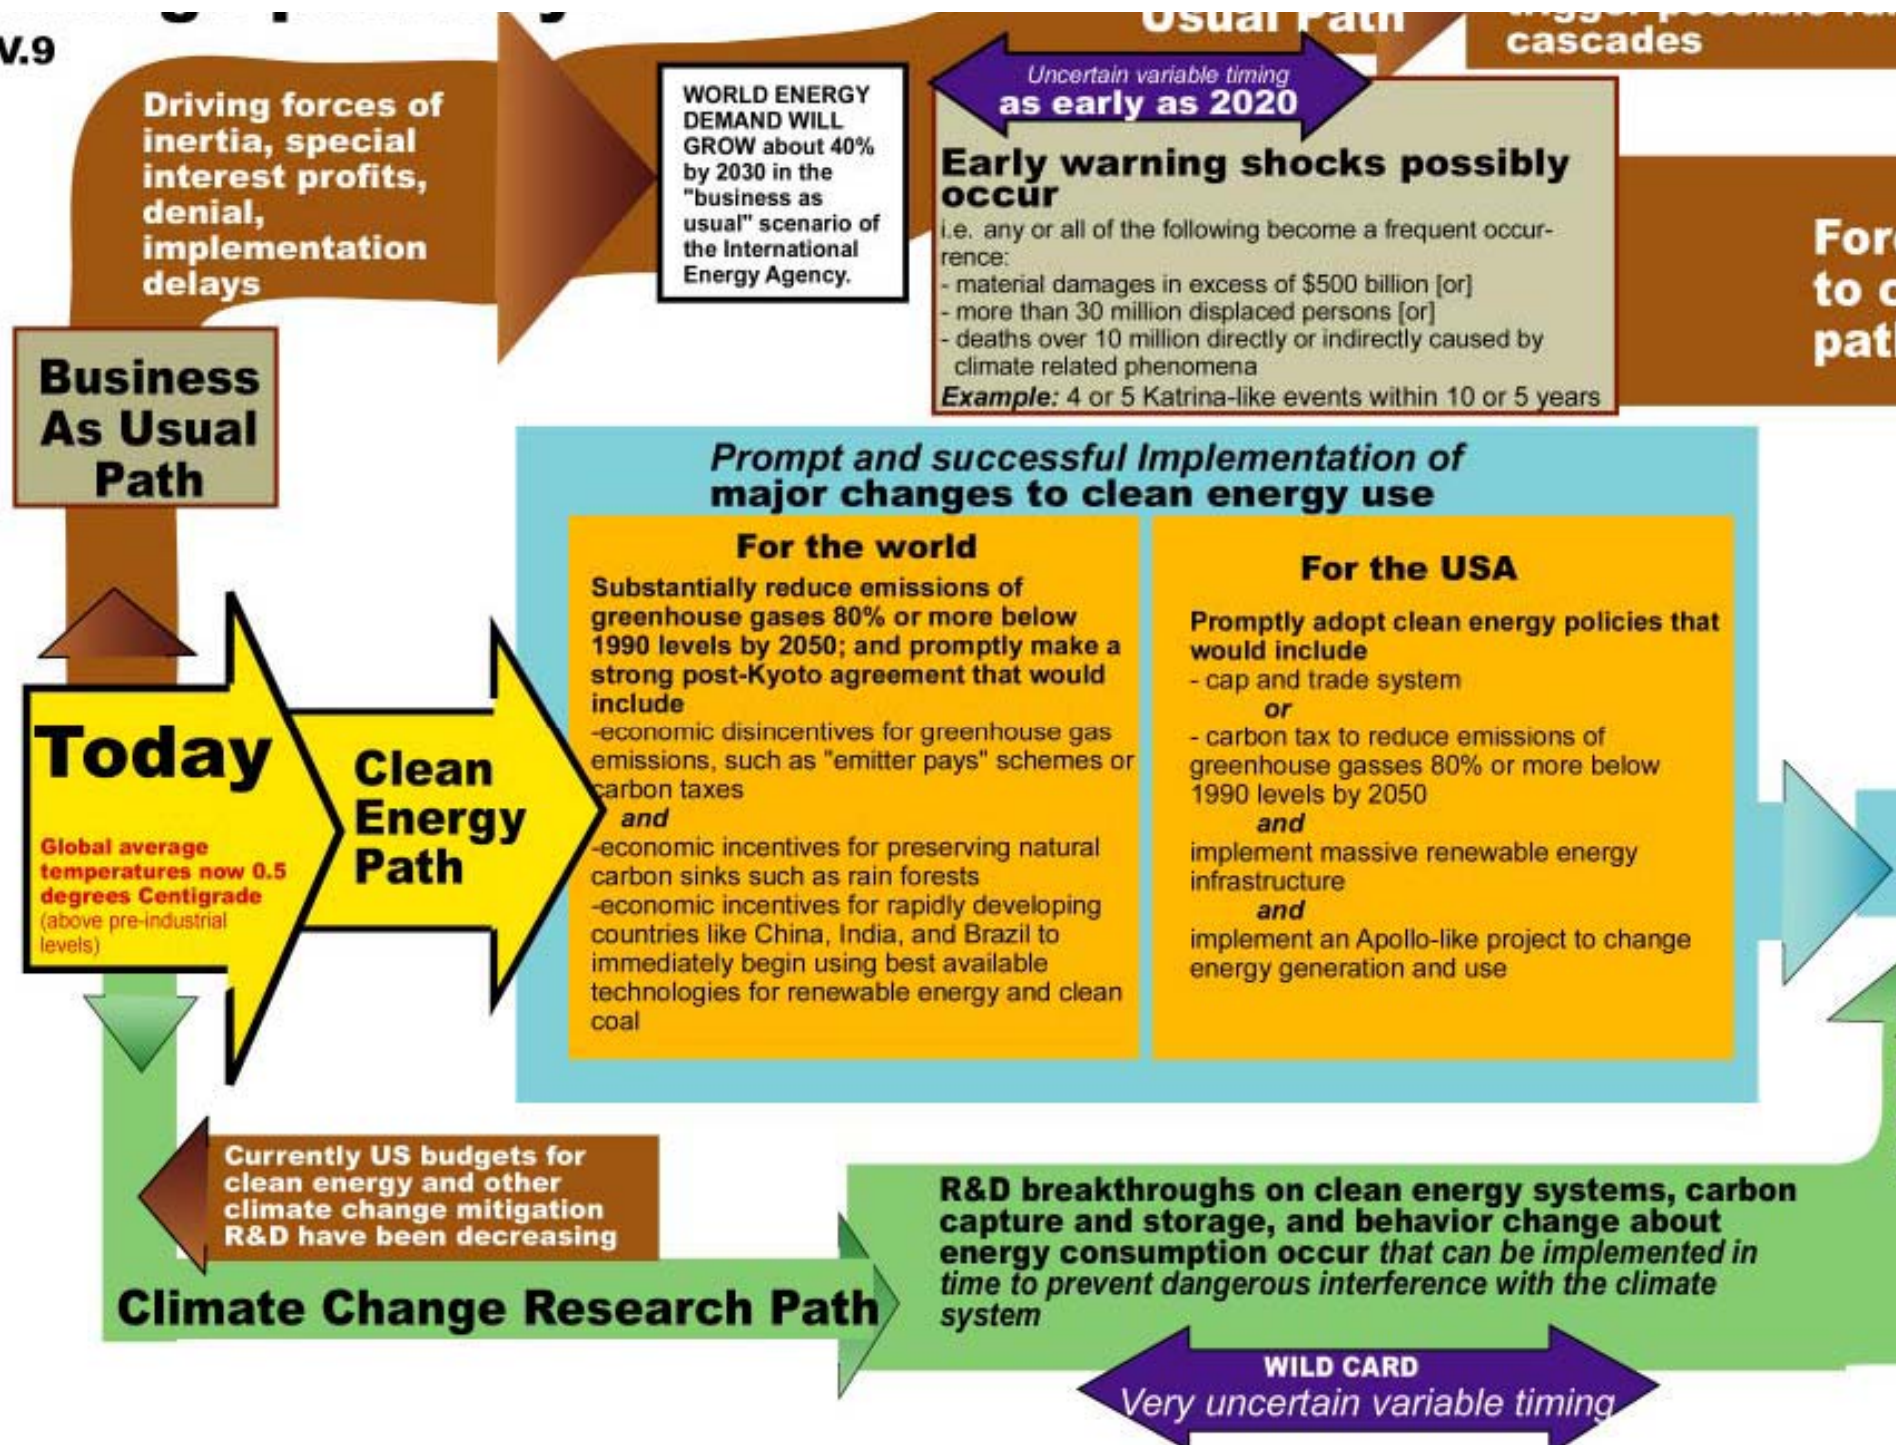 V.9
Usual Path
cascades
Driving forces of
inertia, special
interest profits,
denial,
implementation
delays
WORLD ENERGY
DEMAND WILL
GROW about 40%
by 2030 in the
"business as
usual" scenario of
the International
Energy Agency.
Uncertain variable timing
as early as 2020
Early warning shocks possibly
occur
i.e. any or all of the following become a frequent occur-
rence:
- material damages in excess of $500 billion [or]
- more than 30 million displaced persons [or]
- deaths over 10 million directly or indirectly caused by
climate related phenomena
Example: 4 or 5 Katrina-like events within 10 or 5 years
to
Business
As Usual
Path
Prompt and successful Implementation of
major changes to clean energy use
For the world
Substantially reduce emissions of
greenhouse gases 80% or more below
1990 levels by 2050; and promptly make a
strong post-Kyoto agreement that would
include
-economic disincentives for greenhouse gas
emissions, such as "emitter pays" schemes or
carbon taxes
and
-economic incentives for preserving natural
carbon sinks such as rain forests
-economic incentives for rapidly developing
countries like China, India, and Brazil to
immediately begin using best available
technologies for renewable energy and clean
coal
For the USA
Promptly adopt clean energy policies that
would include
- cap and trade system
or
- carbon tax to reduce emissions of
greenhouse gasses 80% or more below
1990 levels by 2050
and
implement massive renewable energy
infrastructure
and
implement an Apollo-like project to change
energy generation and use
Today
Global average
temperatures now 0.5
degrees Centigrade
(above pre-industrial
levels)
Clean
Energy
Path
Currently US budgets for
clean energy and other
climate change mitigation
R&D have been decreasing
Climate Change Research Path
R&D breakthroughs on clean energy systems, carbon
capture and storage, and behavior change about
energy consumption occur that can be implemented in
time to prevent dangerous interference with the climate
system
WILD CARD
Very uncertain variable timing